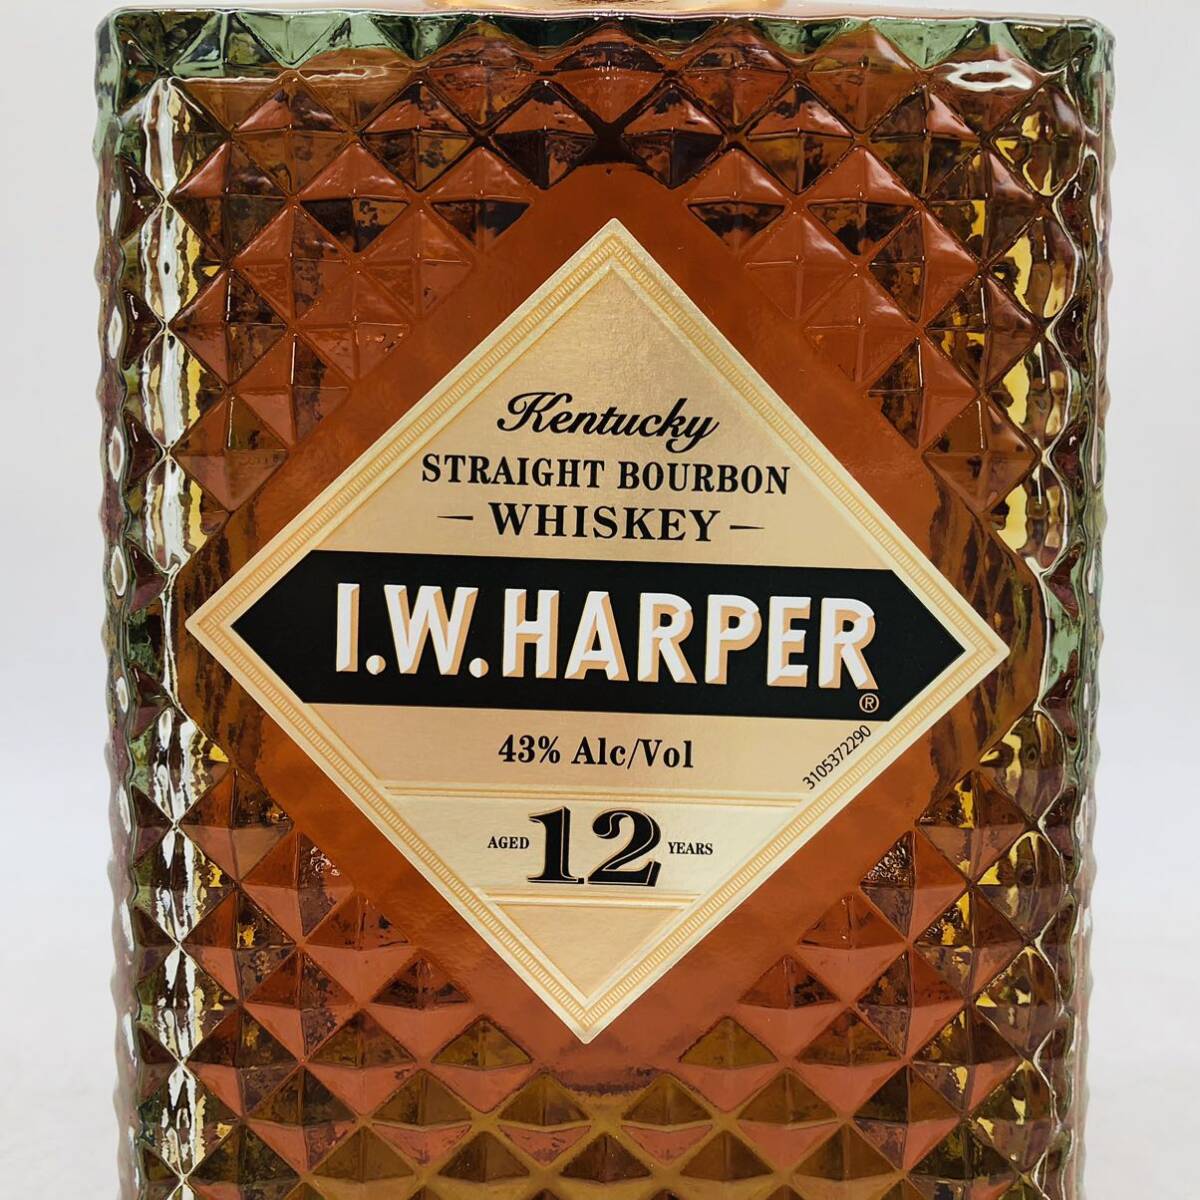 Kentucky
STRAIGHT BOURBON
– WHISKEY –
I.W.HARPER
®
43% Alc/Vol
3105372290
AGED 12 YEARS